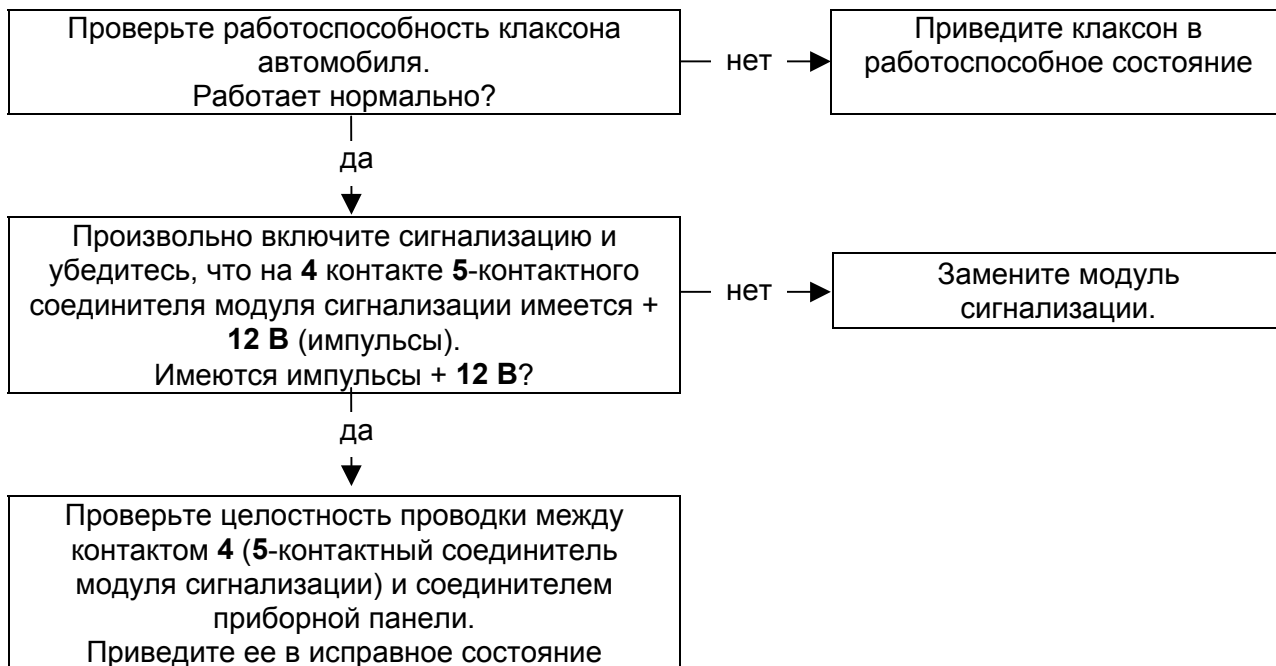 Проверьте работоспособность клаксона
автомобиля.
Работает нормально?
нет
Приведите клаксон в
работоспособное состояние
да
Произвольно включите сигнализацию и
убедитесь, что на 4 контакте 5-контактного
соединителя модуля сигнализации имеется +
12 В (импульсы).
Имеются импульсы + 12 В?
нет
Замените модуль
сигнализации.
да
Проверьте целостность проводки между
контактом 4 (5-контактный соединитель
модуля сигнализации) и соединителем
приборной панели.
Приведите ее в исправное состояние